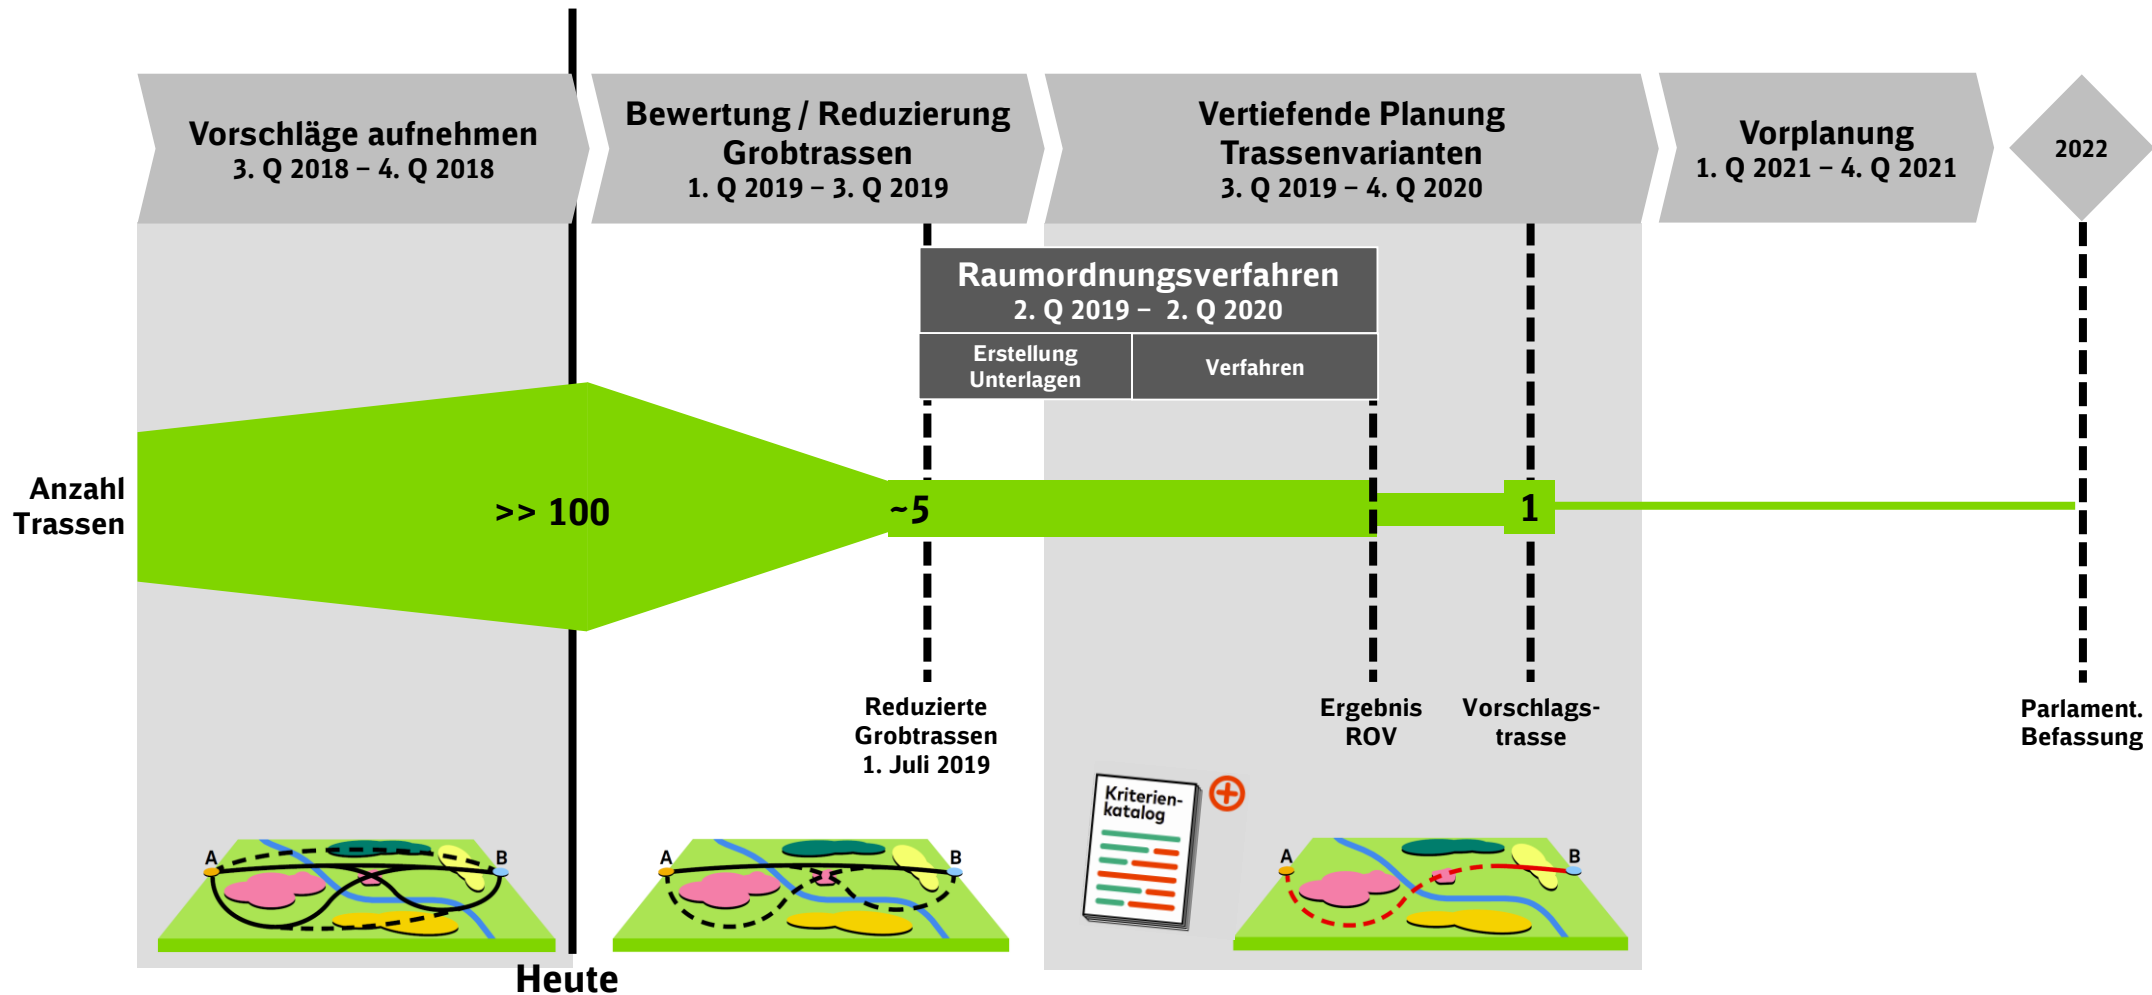 Vorschläge aufnehmen
3. Q 2018 – 4. Q 2018
Bewertung / Reduzierung
Grobtrassen
1. Q 2019 – 3. Q 2019
Vertiefende Planung
Trassenvarianten
3. Q 2019 – 4. Q 2020
Vorplanung
1. Q 2021 – 4. Q 2021
2022
Raumordnungsverfahren
2. Q 2019 – 2. Q 2020
Erstellung
Unterlagen
Verfahren
Anzahl
Trassen
>> 100
~5
1
Reduzierte
Grobtrassen
1. Juli 2019
Ergebnis
ROV
Vorschlags-
trasse
Parlament.
Befassung
Kriterien-
katalog
A
B
A
B
A
B
Heute